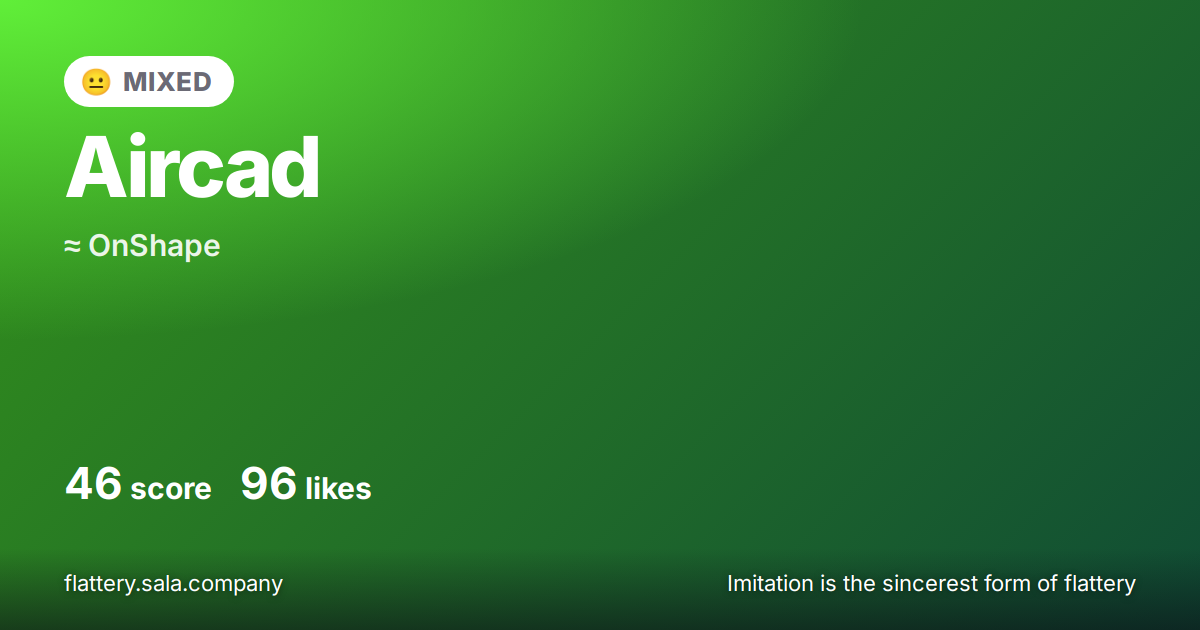 😐 MIXED
Aircad
≈ OnShape
46 score 96 likes
flattery.sala.company
Imitation is the sincerest form of flattery